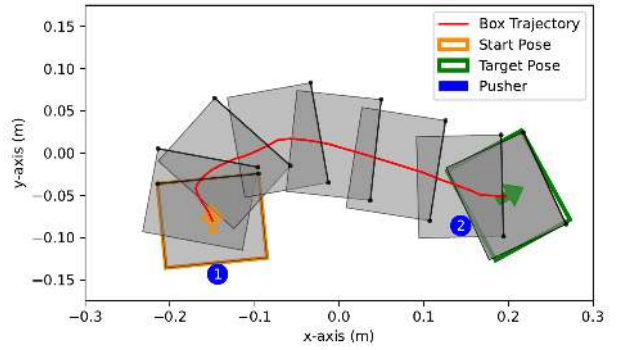 0.15
0.10
0.05
0.00
−0.05
−0.10
−0.15
y-axis (m)
Box Trajectory
Start Pose
Target Pose
Pusher
1
2
−0.3 −0.2 −0.1 0.0 0.1 0.2 0.3
x-axis (m)